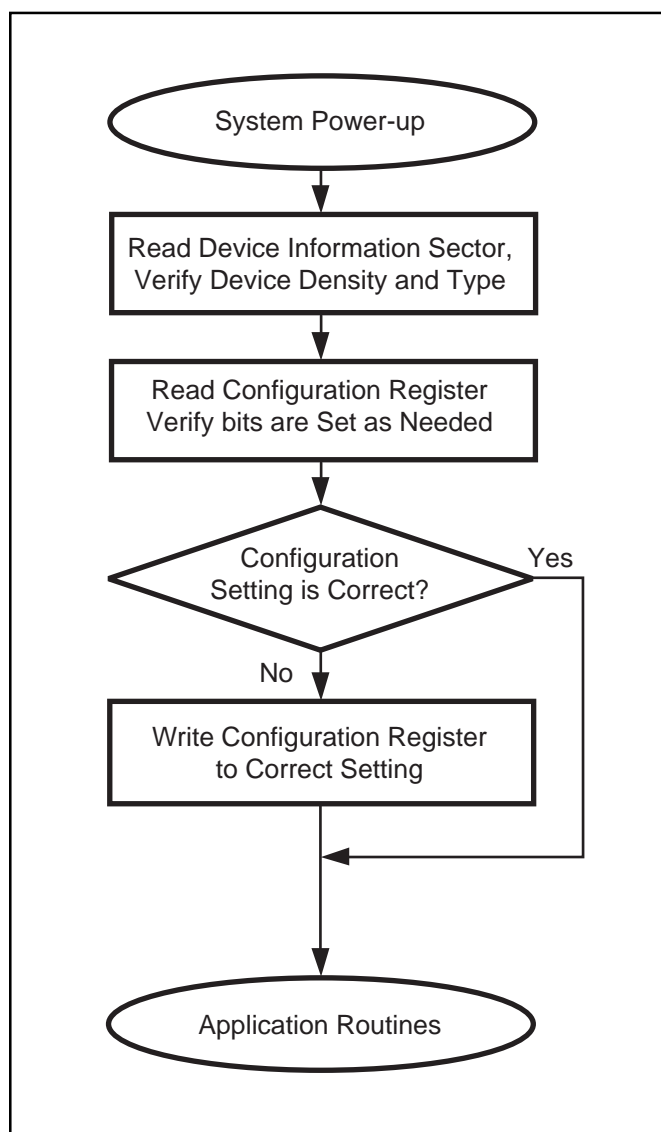 System Power-up
Read Device Information Sector,
Verify Device Density and Type
Read Configuration Register
Verify bits are Set as Needed
Configuration
Setting is Correct?
Yes
No
Write Configuration Register
to Correct Setting
Application Routines